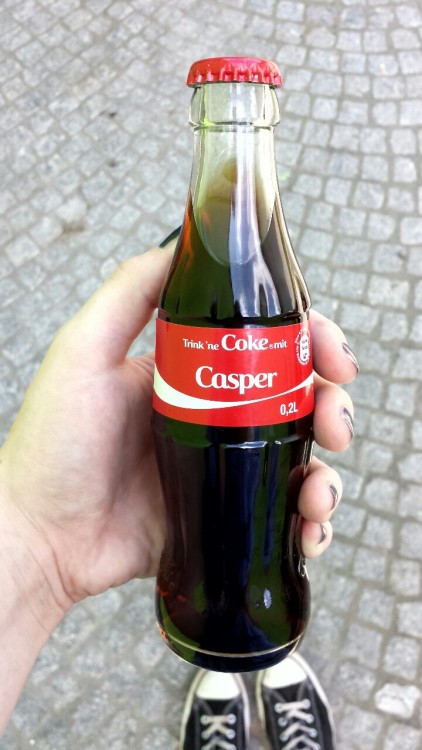 Trink 'ne Coke® mit
Casper
0,2L